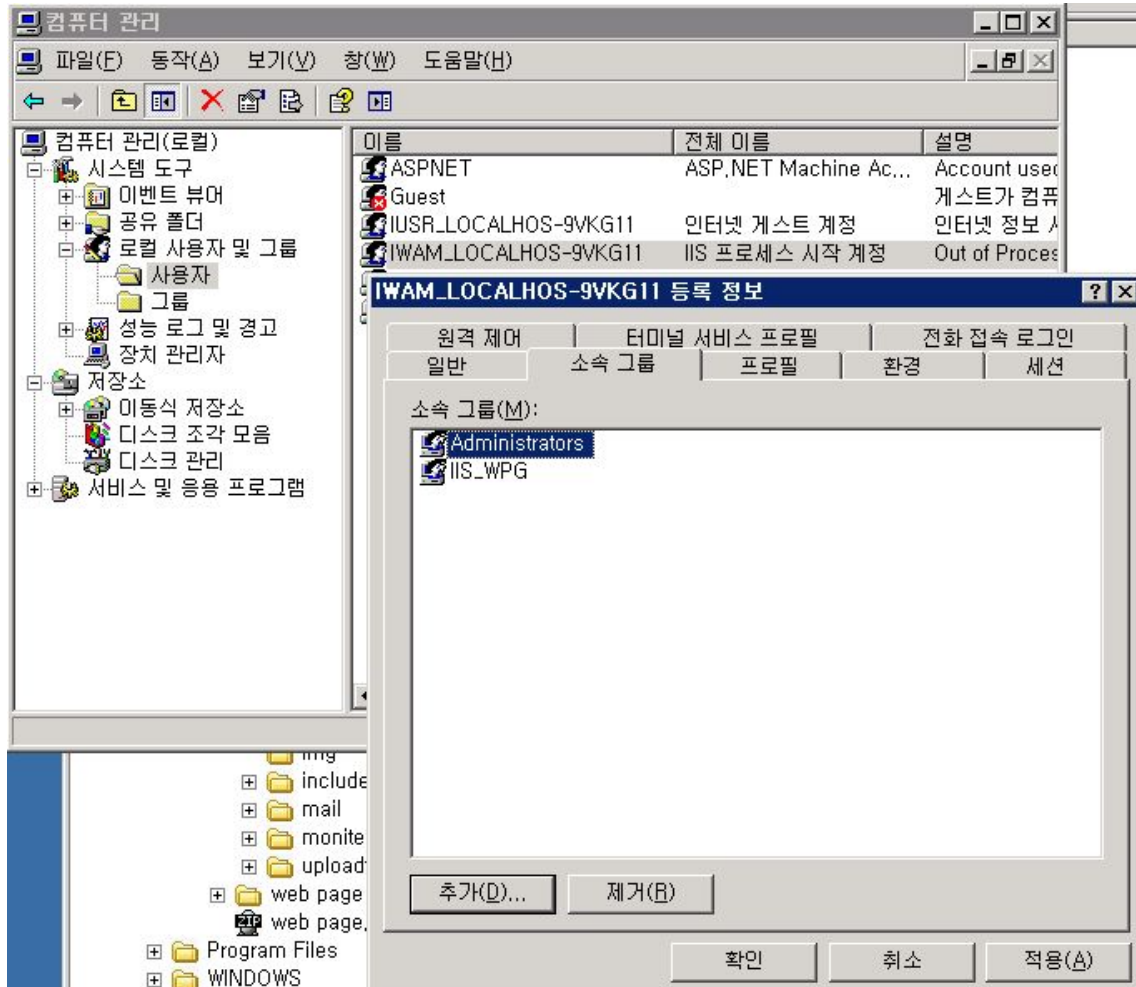 컴퓨터 관리
파일(F) 동작(A) 보기(V) 창(W) 도움말(H)
컴퓨터 관리(로컬)
시스템 도구
이벤트 뷰어
공유 폴더
로컬 사용자 및 그룹
사용자
그룹
성능 로그 및 경고
장치 관리자
저장소
이동식 저장소
디스크 조각 모음
디스크 관리
서비스 및 응용 프로그램
이름 전체 이름 설명
ASPNET ASP.NET Machine Ac... Account used
Guest 게스트가 컴퓨
IUSR_LOCALHOS-9VKG11 인터넷 게스트 계정 인터넷 정보
IWAM_LOCALHOS-9VKG11 IIS 프로세스 시작 계정 Out of Proces
IWAM_LOCALHOS-9VKG11 등록 정보
원격 제어 터미널 서비스 프로필 전화 접속 로그인
일반 소속 그룹 프로필 환경 세션
소속 그룹(M):
Administrators
IIS_WPG
추가(D)... 제거(R)
확인 취소 적용(A)
img
include
mail
monite
upload
web page
web page.
Program Files
WINDOWS